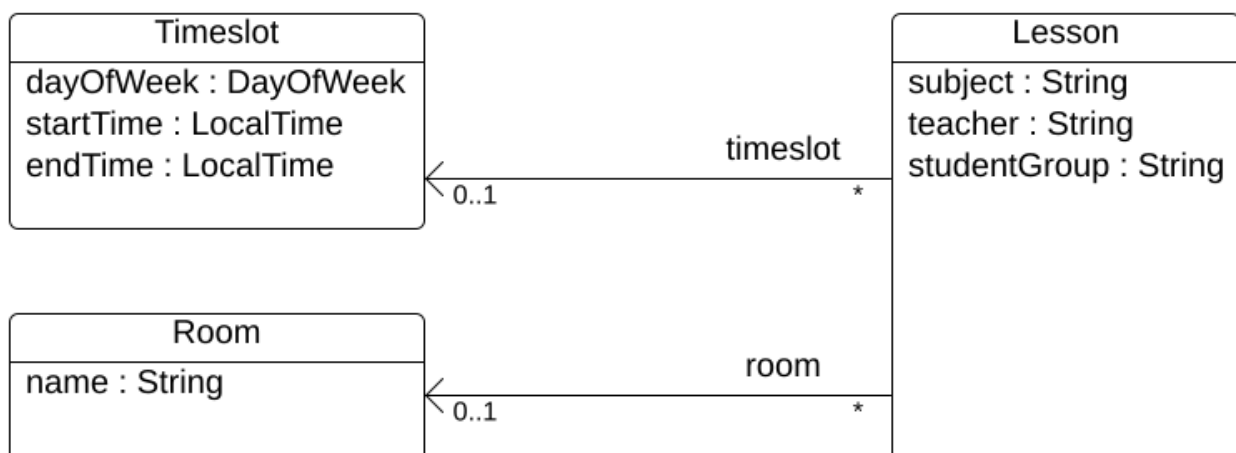 Timeslot
dayOfWeek : DayOfWeek
startTime : LocalTime
endTime : LocalTime
Lesson
subject : String
teacher : String
studentGroup : String
timeslot
0..1
*
Room
name : String
room
0..1
*